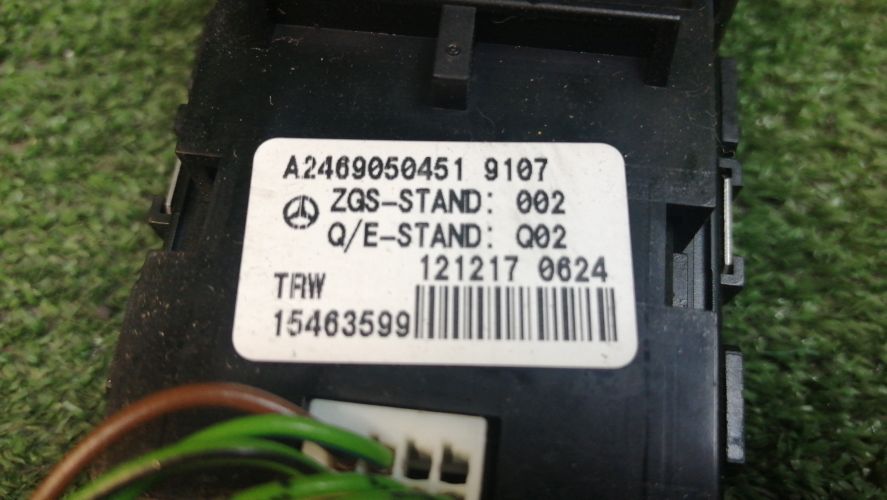 A2469050451 9107
ZGS-STAND: 002
Q/E-STAND: Q02
121217 0624
TRW
15463599